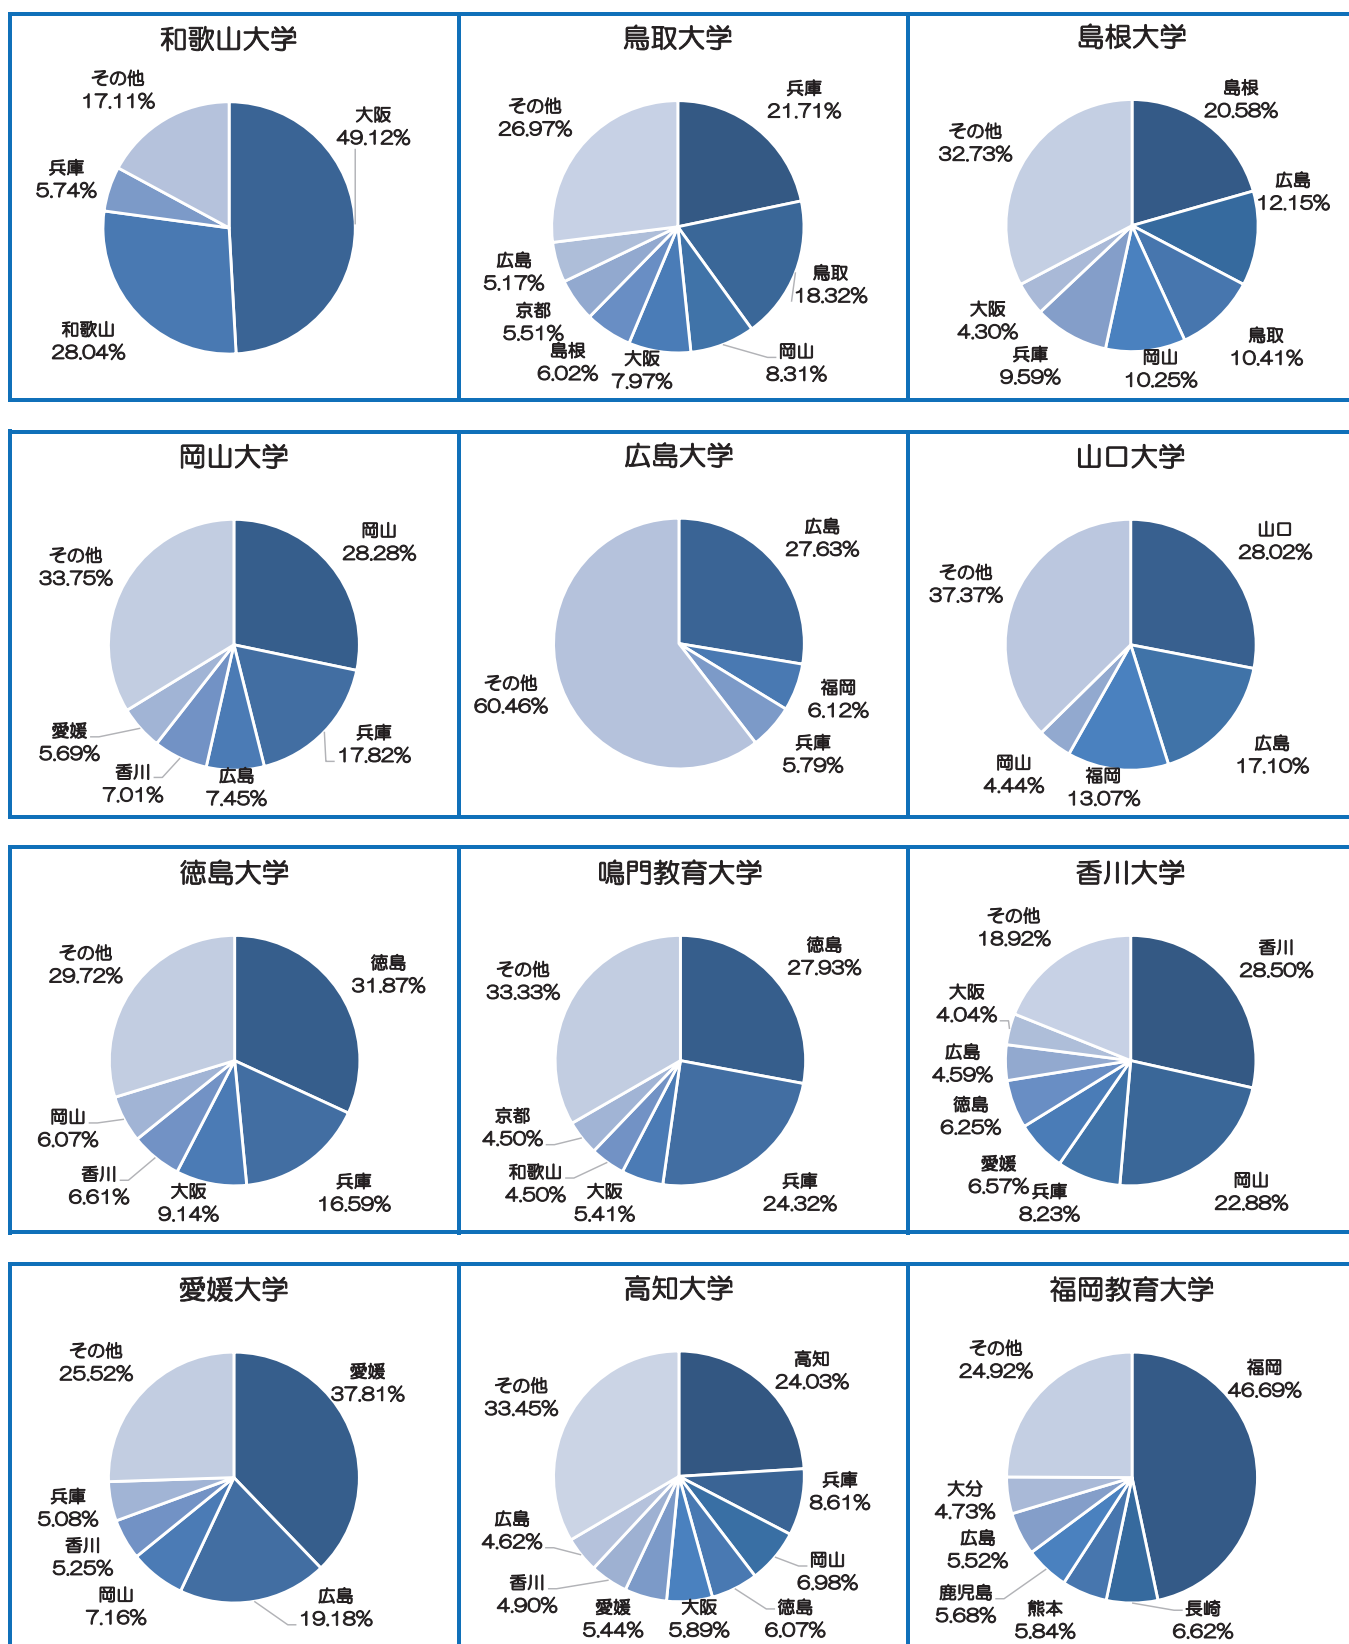 和歌山大学
大阪
49.12%
和歌山
28.04%
兵庫
5.74%
その他
17.11%
鳥取大学
兵庫
21.71%
鳥取
18.32%
岡山
8.31%
大阪
7.97%
島根
6.02%
京都
5.51%
広島
5.17%
その他
26.97%
島根大学
島根
20.58%
広島
12.15%
鳥取
10.41%
岡山
10.25%
兵庫
9.59%
大阪
4.30%
その他
32.73%
岡山大学
岡山
28.28%
兵庫
17.82%
広島
7.45%
香川
7.01%
愛媛
5.69%
その他
33.75%
広島大学
広島
27.63%
福岡
6.12%
兵庫
5.79%
その他
60.46%
山口大学
山口
28.02%
広島
17.10%
福岡
13.07%
岡山
4.44%
その他
37.37%
徳島大学
徳島
31.87%
兵庫
16.59%
大阪
9.14%
香川
6.61%
岡山
6.07%
その他
29.72%
鳴門教育大学
徳島
27.93%
兵庫
24.32%
大阪
5.41%
和歌山
4.50%
京都
4.50%
その他
33.33%
香川大学
香川
28.50%
岡山
22.88%
兵庫
8.23%
愛媛
6.57%
徳島
6.25%
広島
4.59%
大阪
4.04%
その他
18.92%
愛媛大学
愛媛
37.81%
広島
19.18%
岡山
7.16%
香川
5.25%
兵庫
5.08%
その他
25.52%
高知大学
高知
24.03%
兵庫
8.61%
岡山
6.98%
徳島
6.07%
大阪
5.89%
愛媛
5.44%
香川
4.90%
広島
4.62%
その他
33.45%
福岡教育大学
福岡
46.69%
長崎
6.62%
熊本
5.84%
鹿児島
5.68%
広島
5.52%
大分
4.73%
その他
24.92%